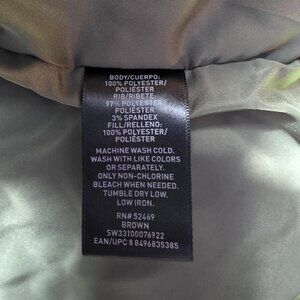 BODY/CUERPO:
100% POLYESTER/
POLIÉSTER
RIB/RIBETE:
97% POLYESTER/
POLIÉSTER
3% SPANDEX
FILL/RELLENO:
100% POLYESTER/
POLIÉSTER
MACHINE WASH COLD.
WASH WITH LIKE COLORS
OR SEPARATELY.
ONLY NON-CHLORINE
BLEACH WHEN NEEDED.
TUMBLE DRY LOW.
LOW IRON.
RN# 52469
BROWN
SW33100076922
EAN/UPC 8 8496835385